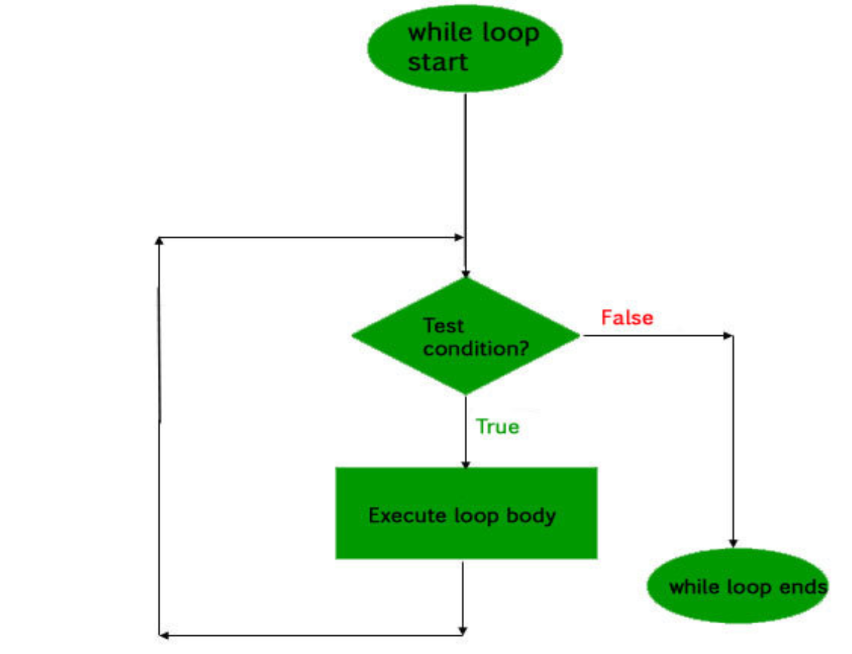 while loop
start
Test
condition?
False
True
Execute loop body
while loop ends